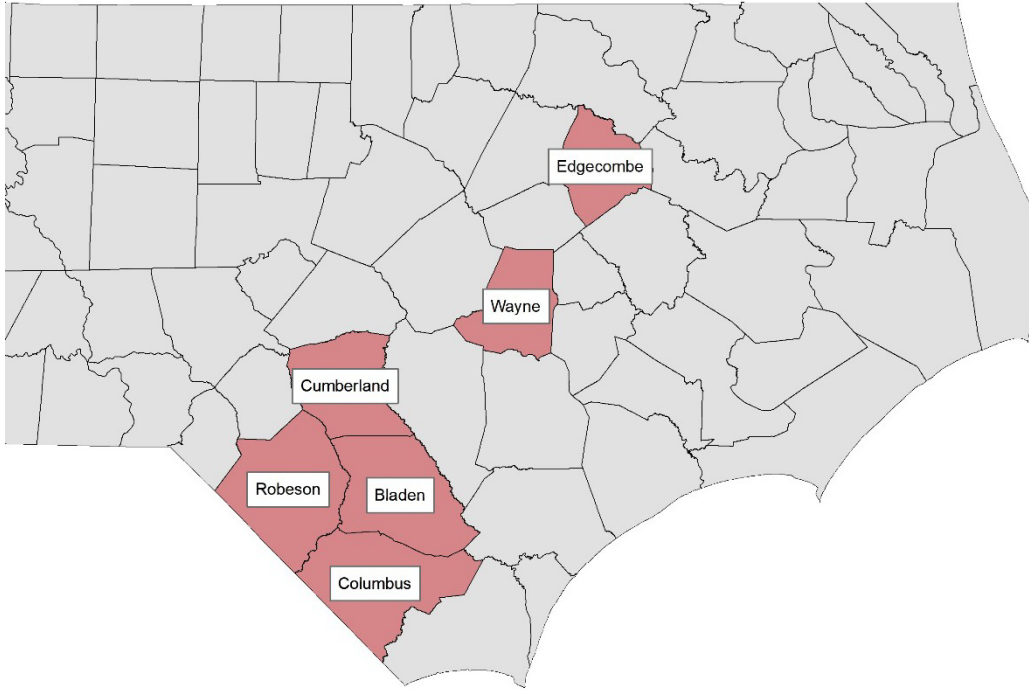 Edgecombe
Wayne
Cumberland
Robeson
Bladen
Columbus